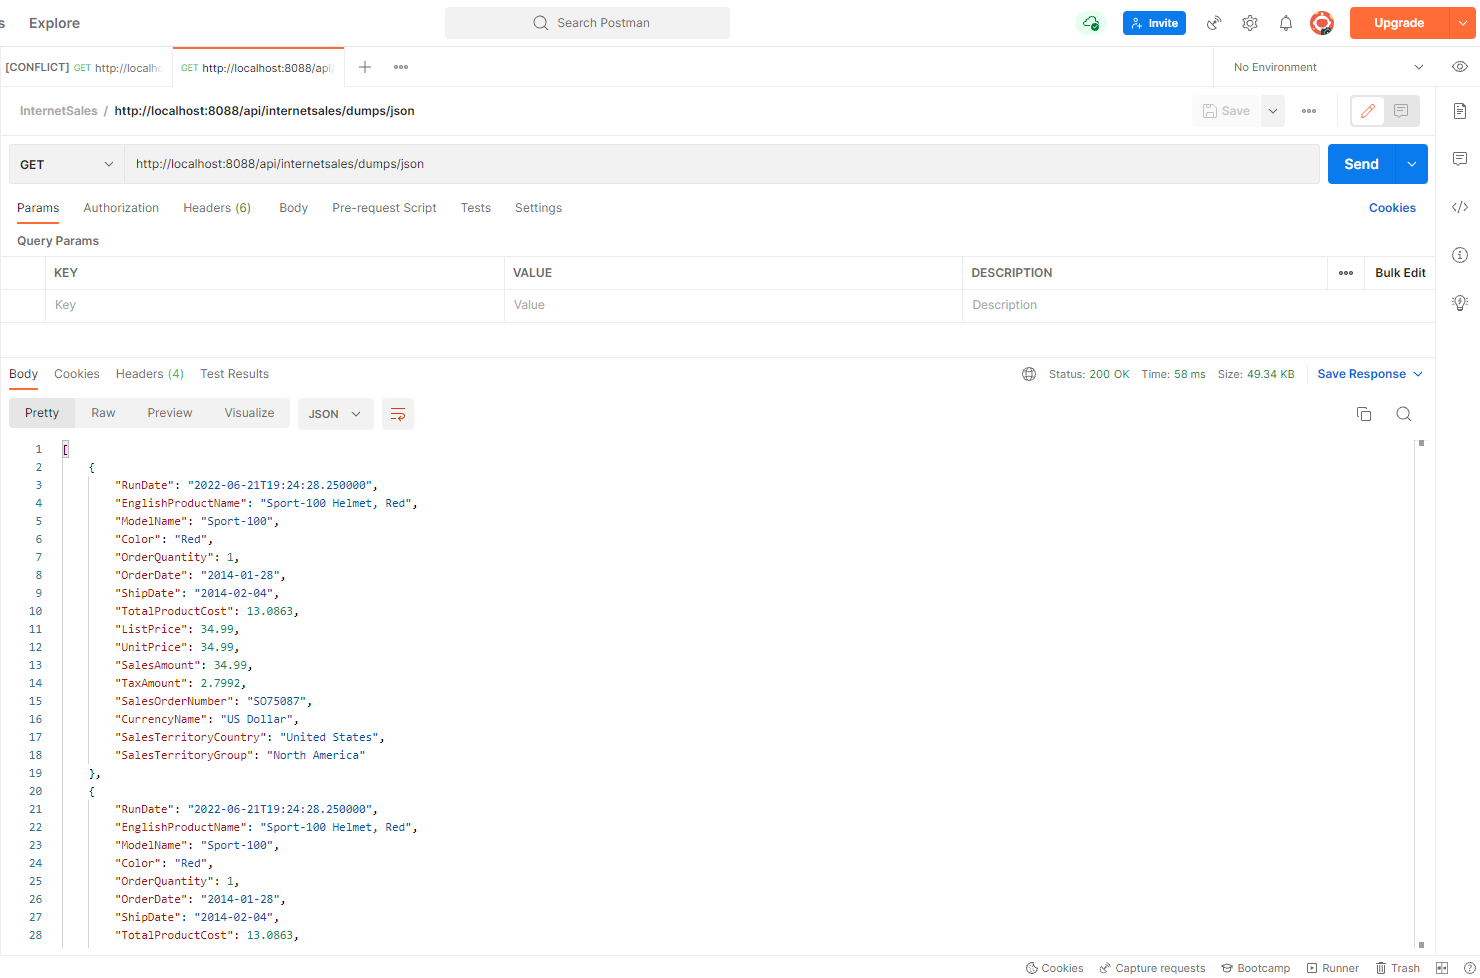 s Explore Search Postman Invite Upgrade
[CONFLICT] GET http://localhc GET http://localhost:8088/api/ No Environment
InternetSales / http://localhost:8088/api/internetsales/dumps/json Save
GET http://localhost:8088/api/internetsales/dumps/json Send
Params Authorization Headers (6) Body Pre-request Script Tests Settings Cookies
Query Params
KEY VALUE DESCRIPTION Bulk Edit
Key Value Description
Body Cookies Headers (4) Test Results Status: 200 OK Time: 58 ms Size: 49.34 KB Save Response
Pretty Raw Preview Visualize JSON
1 [
2 {
3 "RunDate": "2022-06-21T19:24:28.250000",
4 "EnglishProductName": "Sport-100 Helmet, Red",
5 "ModelName": "Sport-100",
6 "Color": "Red",
7 "OrderQuantity": 1,
8 "OrderDate": "2014-01-28",
9 "ShipDate": "2014-02-04",
10 "TotalProductCost": 13.0863,
11 "ListPrice": 34.99,
12 "UnitPrice": 34.99,
13 "SalesAmount": 34.99,
14 "TaxAmount": 2.7992,
15 "SalesOrderNumber": "SO75087",
16 "CurrencyName": "US Dollar",
17 "SalesTerritoryCountry": "United States",
18 "SalesTerritoryGroup": "North America"
19 },
20 {
21 "RunDate": "2022-06-21T19:24:28.250000",
22 "EnglishProductName": "Sport-100 Helmet, Red",
23 "ModelName": "Sport-100",
24 "Color": "Red",
25 "OrderQuantity": 1,
26 "OrderDate": "2014-01-28",
27 "ShipDate": "2014-02-04",
28 "TotalProductCost": 13.0863,
Cookies Capture requests Bootcamp Runner Trash